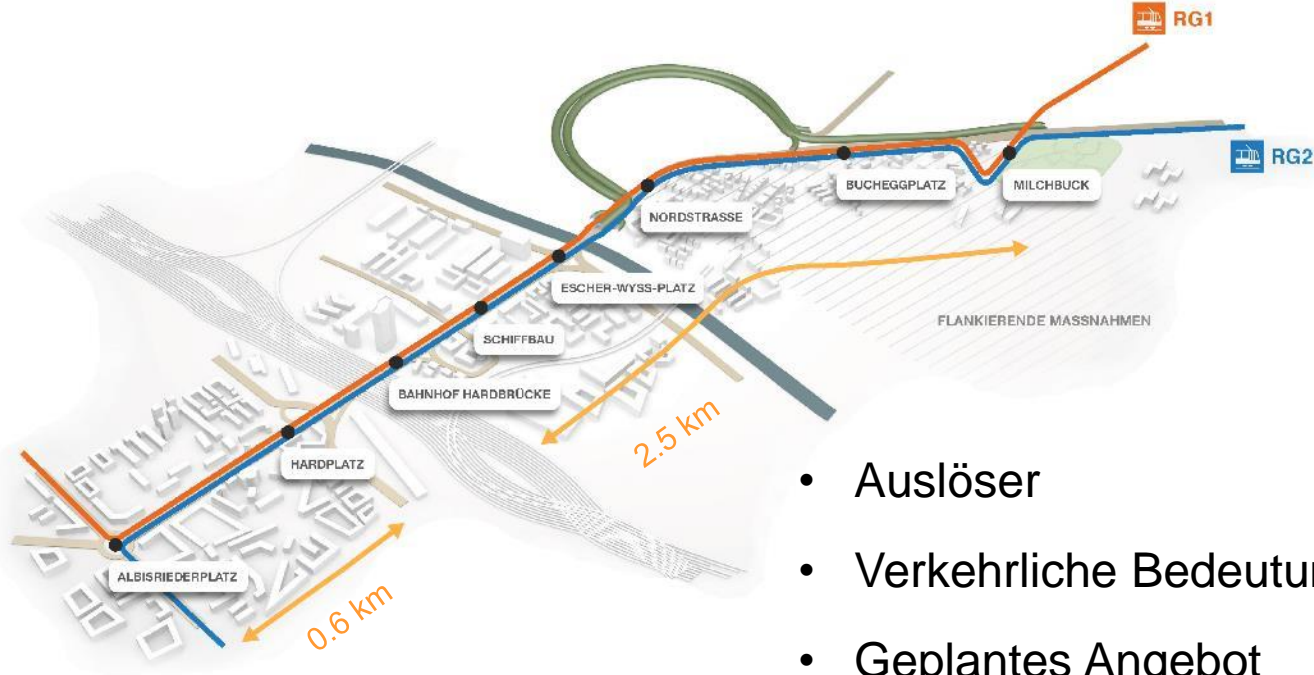 RG1
RG2
BUCHEGGPLATZ
MILCHBUCK
NORDSTRASSE
ESCHER-WYSS-PLATZ
FLANKIERENDE MASSNAHMEN
SCHIFFBAU
BAHNHOF HARDBRÜCKE
2.5 km
HARDPLATZ
ALBISRIEDERPLATZ
0.6 km
• Auslöser
• Verkehrliche Bedeutu
• Geplantes Angebot